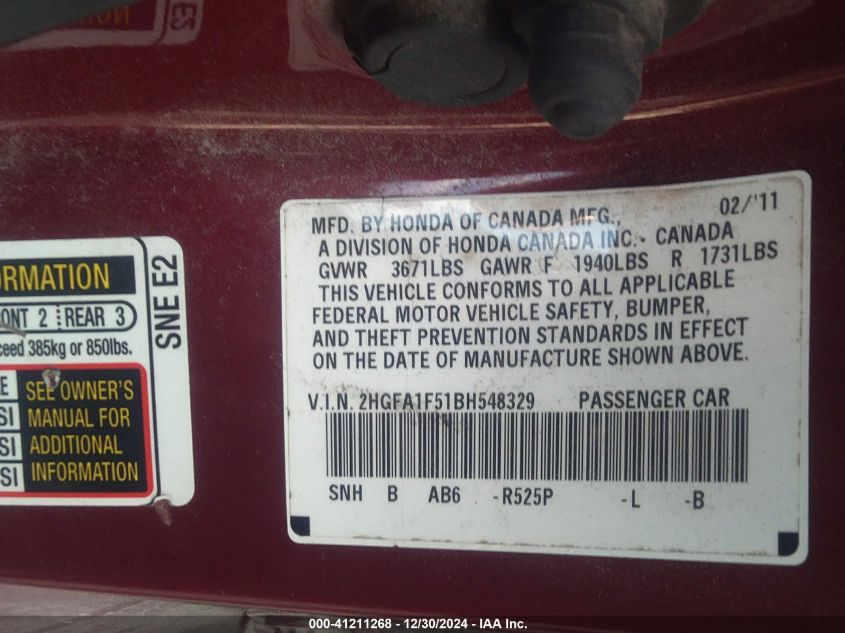 02/'11
MFD. BY HONDA OF CANADA MFG.,
A DIVISION OF HONDA CANADA INC.- CANADA
GVWR 3671LBS GAWR F 1940LBS R 1731LBS
THIS VEHICLE CONFORMS TO ALL APPLICABLE
FEDERAL MOTOR VEHICLE SAFETY, BUMPER,
AND THEFT PREVENTION STANDARDS IN EFFECT
ON THE DATE OF MANUFACTURE SHOWN ABOVE.
V.I.N. 2HGFA1F51BH548329 PASSENGER CAR
SNH B AB6 -R525P -L -B
ORMATION
ONT 2 REAR 3
ceed 385kg or 850lbs.
SNE E2
E SEE OWNER'S
SI MANUAL FOR
SI ADDITIONAL
SI INFORMATION
000-41211268 - 12/30/2024 - IAA Inc.